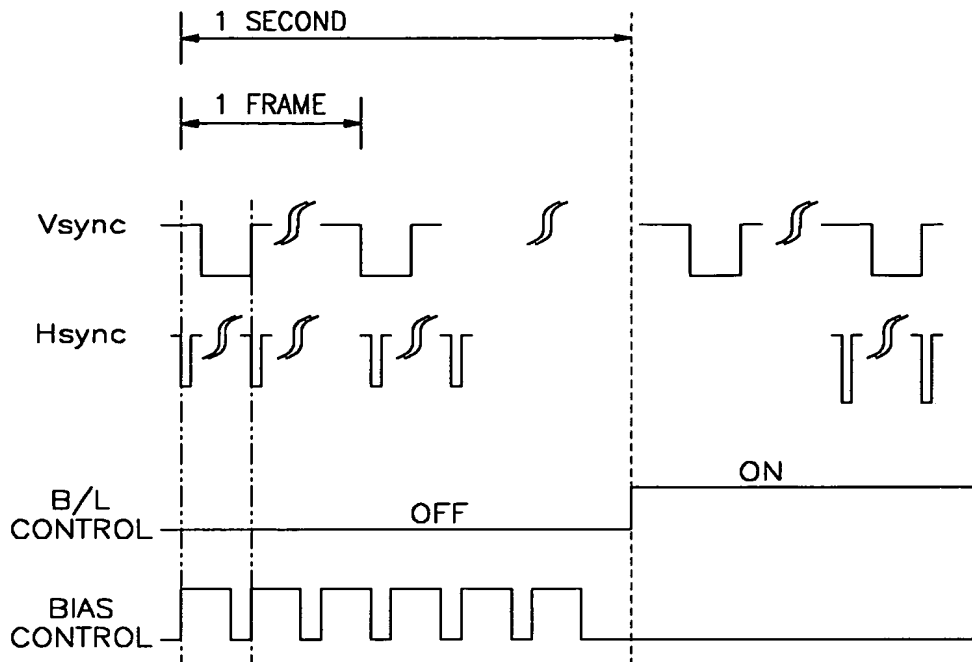 1 SECOND
1 FRAME
Vsync
Hsync
ON
B/L
CONTROL
OFF
BIAS
CONTROL